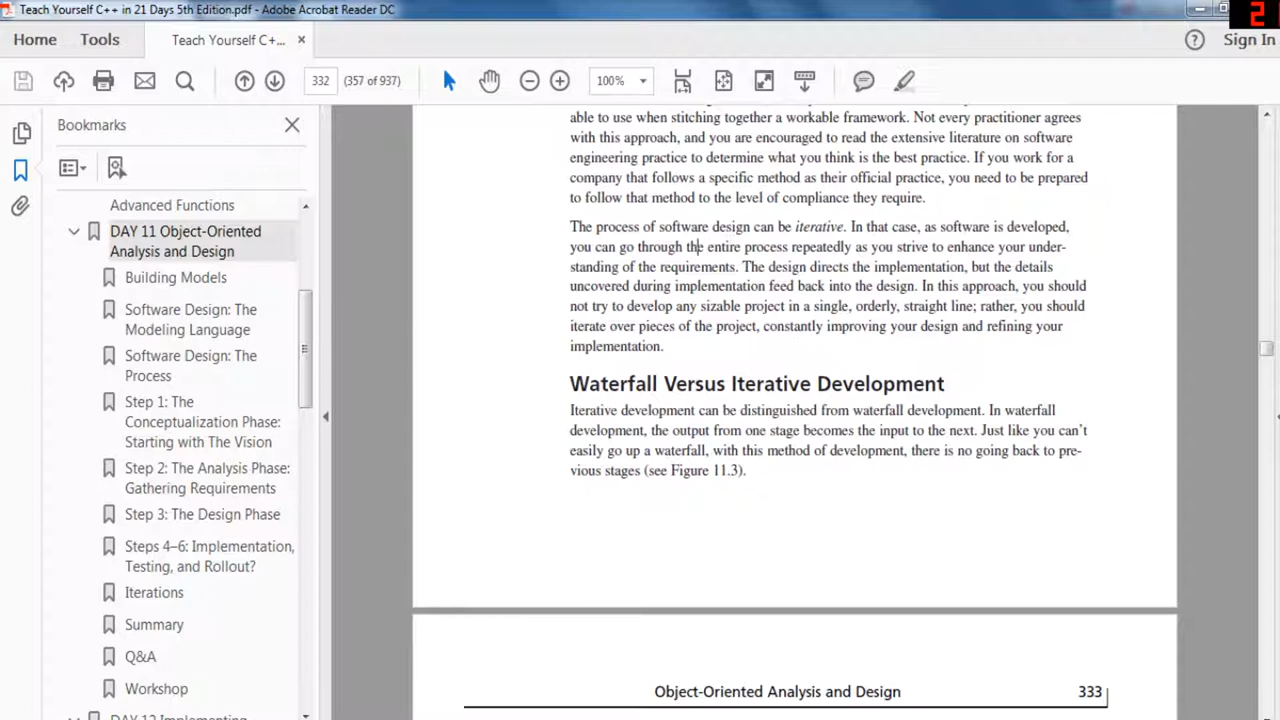 Teach Yourself C++ in 21 Days 5th Edition.pdf - Adobe Acrobat Reader DC
Home
Tools
Teach Yourself C+...
Sign In
332
(357 of 937)
100%
Bookmarks
Advanced Functions
DAY 11 Object-Oriented
Analysis and Design
Building Models
Software Design: The
Modeling Language
Software Design: The
Process
Step 1: The
Conceptualization Phase:
Starting with The Vision
Step 2: The Analysis Phase:
Gathering Requirements
Step 3: The Design Phase
Steps 4–6: Implementation,
Testing, and Rollout?
Iterations
Summary
Q&A
Workshop
DAY 12 Implementing
able to use when stitching together a workable framework. Not every practitioner agrees
with this approach, and you are encouraged to read the extensive literature on software
engineering practice to determine what you think is the best practice. If you work for a
company that follows a specific method as their official practice, you need to be prepared
to follow that method to the level of compliance they require.
The process of software design can be iterative. In that case, as software is developed,
you can go through the entire process repeatedly as you strive to enhance your under-
standing of the requirements. The design directs the implementation, but the details
uncovered during implementation feed back into the design. In this approach, you should
not try to develop any sizable project in a single, orderly, straight line; rather, you should
iterate over pieces of the project, constantly improving your design and refining your
implementation.
Waterfall Versus Iterative Development
Iterative development can be distinguished from waterfall development. In waterfall
development, the output from one stage becomes the input to the next. Just like you can't
easily go up a waterfall, with this method of development, there is no going back to pre-
vious stages (see Figure 11.3).
Object-Oriented Analysis and Design 333